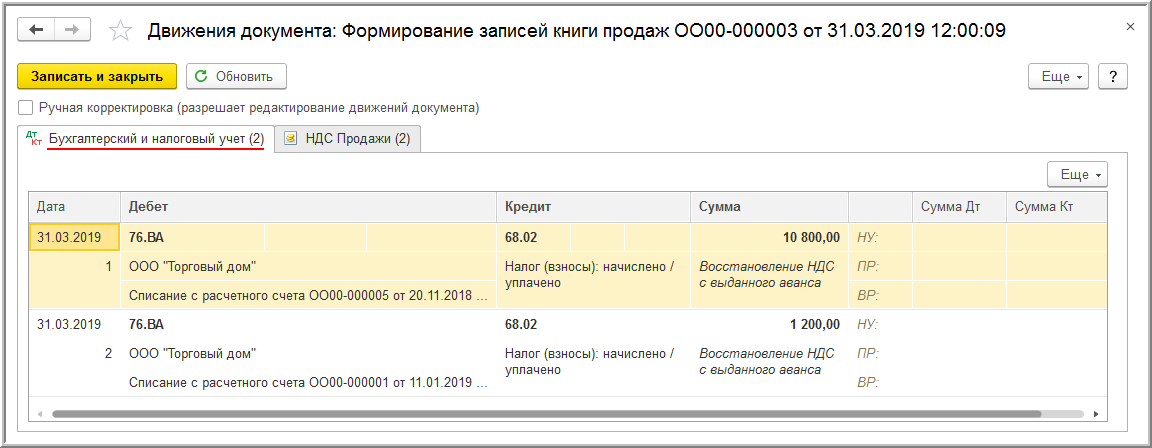 Движения документа: Формирование записей книги продаж ОО00-000003 от 31.03.2019 12:00:09
Записать и закрыть
Обновить
Еще
?
Ручная корректировка (разрешает редактирование движений документа)
Дт Кт Бухгалтерский и налоговый учет (2)
НДС Продажи (2)
Еще
Дата Дебет Кредит Сумма Сумма Дт Сумма Кт
31.03.2019 76.ВА 68.02 10 800,00 НУ:
1 ООО "Торговый дом" Налог (взносы): начислено / уплачено Восстановление НДС с выданного аванса ПР:
Списание с расчетного счета ОО00-000005 от 20.11.2018 ... ВР:
31.03.2019 76.ВА 68.02 1 200,00 НУ:
2 ООО "Торговый дом" Налог (взносы): начислено / уплачено Восстановление НДС с выданного аванса ПР:
Списание с расчетного счета ОО00-000001 от 11.01.2019 ... ВР: